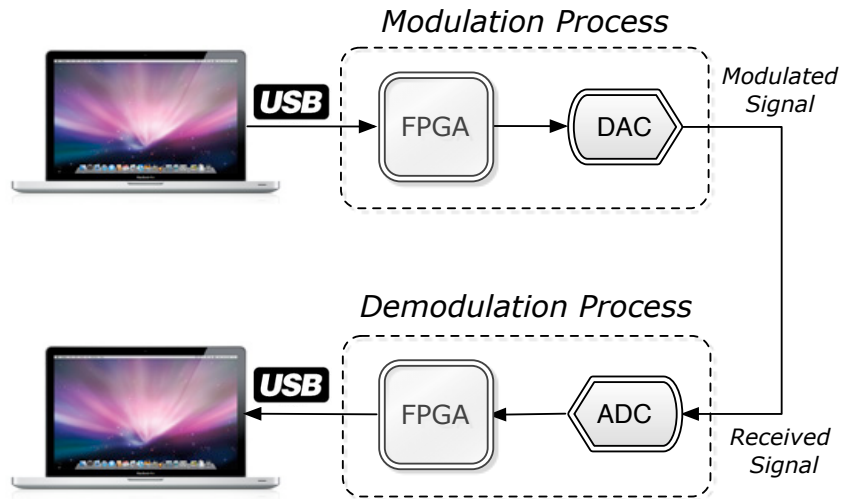 Modulation Process
USB
FPGA
DAC
Modulated
Signal
Demodulation Process
USB
FPGA
ADC
Received
Signal